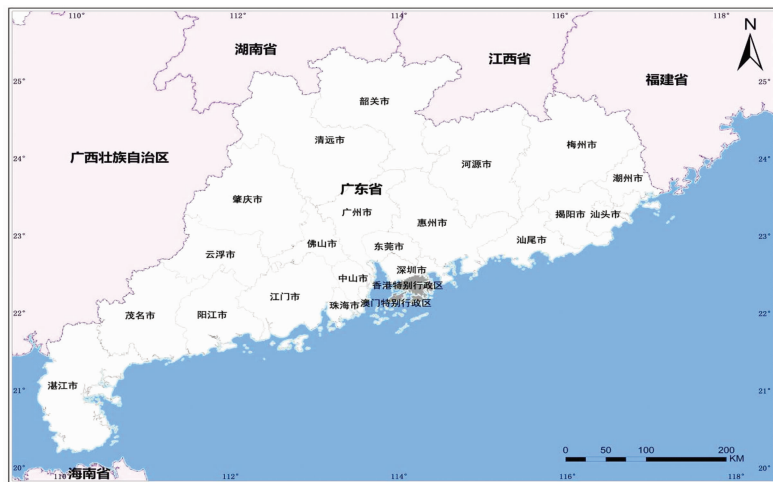 110°
112°
114°
116°
118°
N
湖南省
江西省
福建省
25°
25°
韶关市
清远市
梅州市
24°
24°
广西壮族自治区
河源市
潮州市
广东省
肇庆市
广州市
揭阳市
汕头市
惠州市
23°
23°
佛山市
东莞市
汕尾市
云浮市
深圳市
中山市
香港特别行政区
江门市
珠海市
澳门特别行政区
茂名市
阳江市
22°
22°
湛江市
21°
21°
0
50
100
200
KM
20°
20°
海南省
110°
112°
114°
116°
118°